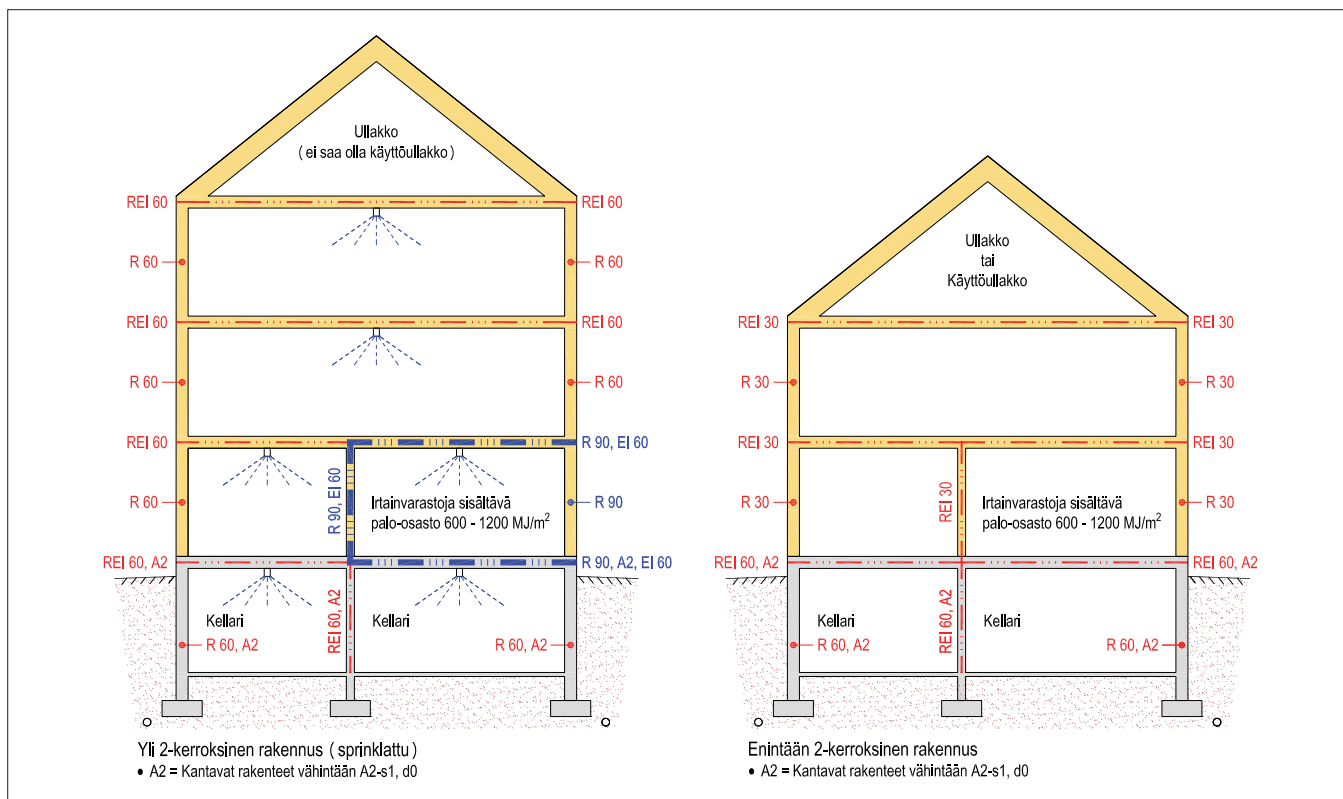 Ullakko
( ei saa olla käyttöullakko )
REI 60
REI 60
R 60
R 60
REI 60
REI 60
R 60
R 60
REI 60
R 90, EI 60
R 60
R 90, EI 60
Irtainvarastoja sisältävä
palo-osasto 600 - 1200 MJ/m²
R 90
REI 60, A2
R 90, A2, EI 60
Kellari
REI 60, A2
Kellari
R 60, A2
R 60, A2
Yli 2-kerroksinen rakennus ( sprinklattu )
• A2 = Kantavat rakenteet vähintään A2-s1, d0
Ullakko
tai
Käyttöullakko
REI 30
REI 30
R 30
R 30
REI 30
REI 30
R 30
REI 30
Irtainvarastoja sisältävä
palo-osasto 600 - 1200 MJ/m²
R 30
REI 60, A2
REI 60, A2
Kellari
REI 60, A2
Kellari
R 60, A2
R 60, A2
Enintään 2-kerroksinen rakennus
• A2 = Kantavat rakenteet vähintään A2-s1, d0